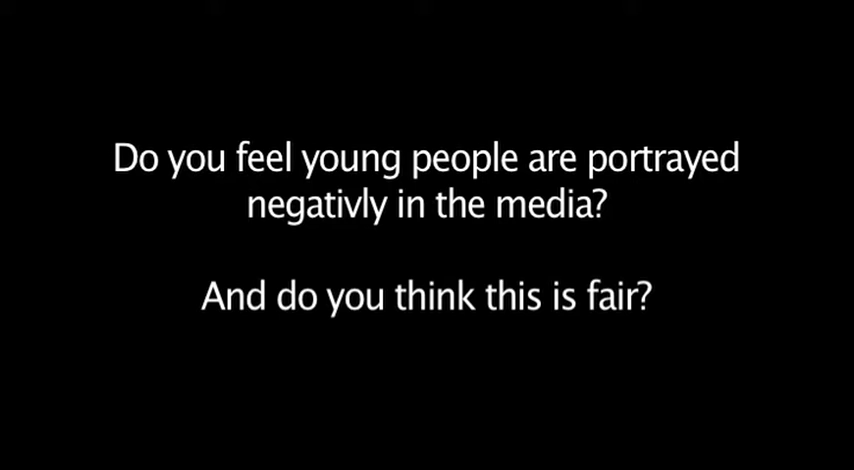 Do you feel young people are portrayed
negativly in the media?
And do you think this is fair?